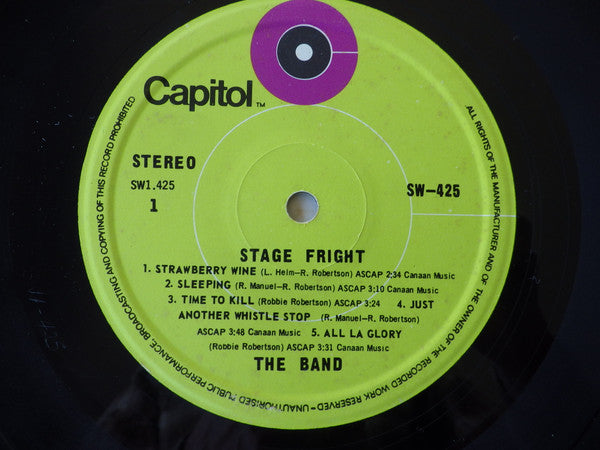 Capitol™
STEREO
SW1.425
1
SW-425
STAGE FRIGHT
1. STRAWBERRY WINE (L. Helm-R. Robertson) ASCAP 2:34 Canaan Music
2. SLEEPING (R. Manuel-R. Robertson) ASCAP 3:10 Canaan Music
3. TIME TO KILL (Robbie Robertson) ASCAP 3:24 4. JUST
ANOTHER WHISTLE STOP (R. Manuel-R. Robertson)
ASCAP 3:48 Canaan Music 5. ALL LA GLORY
(Robbie Robertson) ASCAP 3:31 Canaan Music
THE BAND
ALL RIGHTS OF THE MANUFACTURER AND OF THE OWNER OF THE RECORDED WORK RESERVED - UNAUTHORISED PUBLIC PERFORMANCE BROADCASTING AND COPYING OF THIS RECORD PROHIBITED